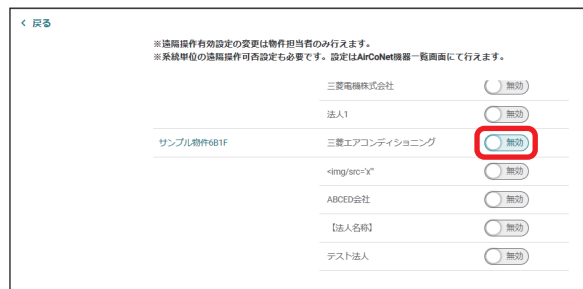 < 戻る
※遠隔操作有効設定の変更は物件担当者のみ行えます。
※系統単位の遠隔操作可否設定も必要です。設定はAirCoNet機器一覧画面にて行えます。
三菱電機株式会社 無効
法人1 無効
サンプル物件6B1F 三菱エアコンディショニング 無効
<img/src='x'" 無効
ABCED会社 無効
【法人名称】 無効
テスト法人 無効